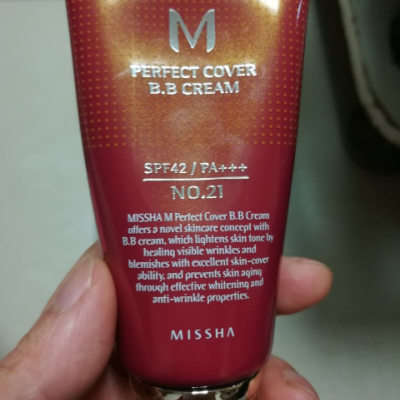 M
PERFECT COVER
B.B CREAM
SPF42 / PA+++
NO.21
MISSHA M Perfect Cover B.B Cream
offers a novel skincare concept with
B.B cream, which lightens skin tone by
healing visible wrinkles and
blemishes with excellent skin-cover
ability, and prevents skin aging
through effective whitening and
anti-wrinkle properties.
MISSHA